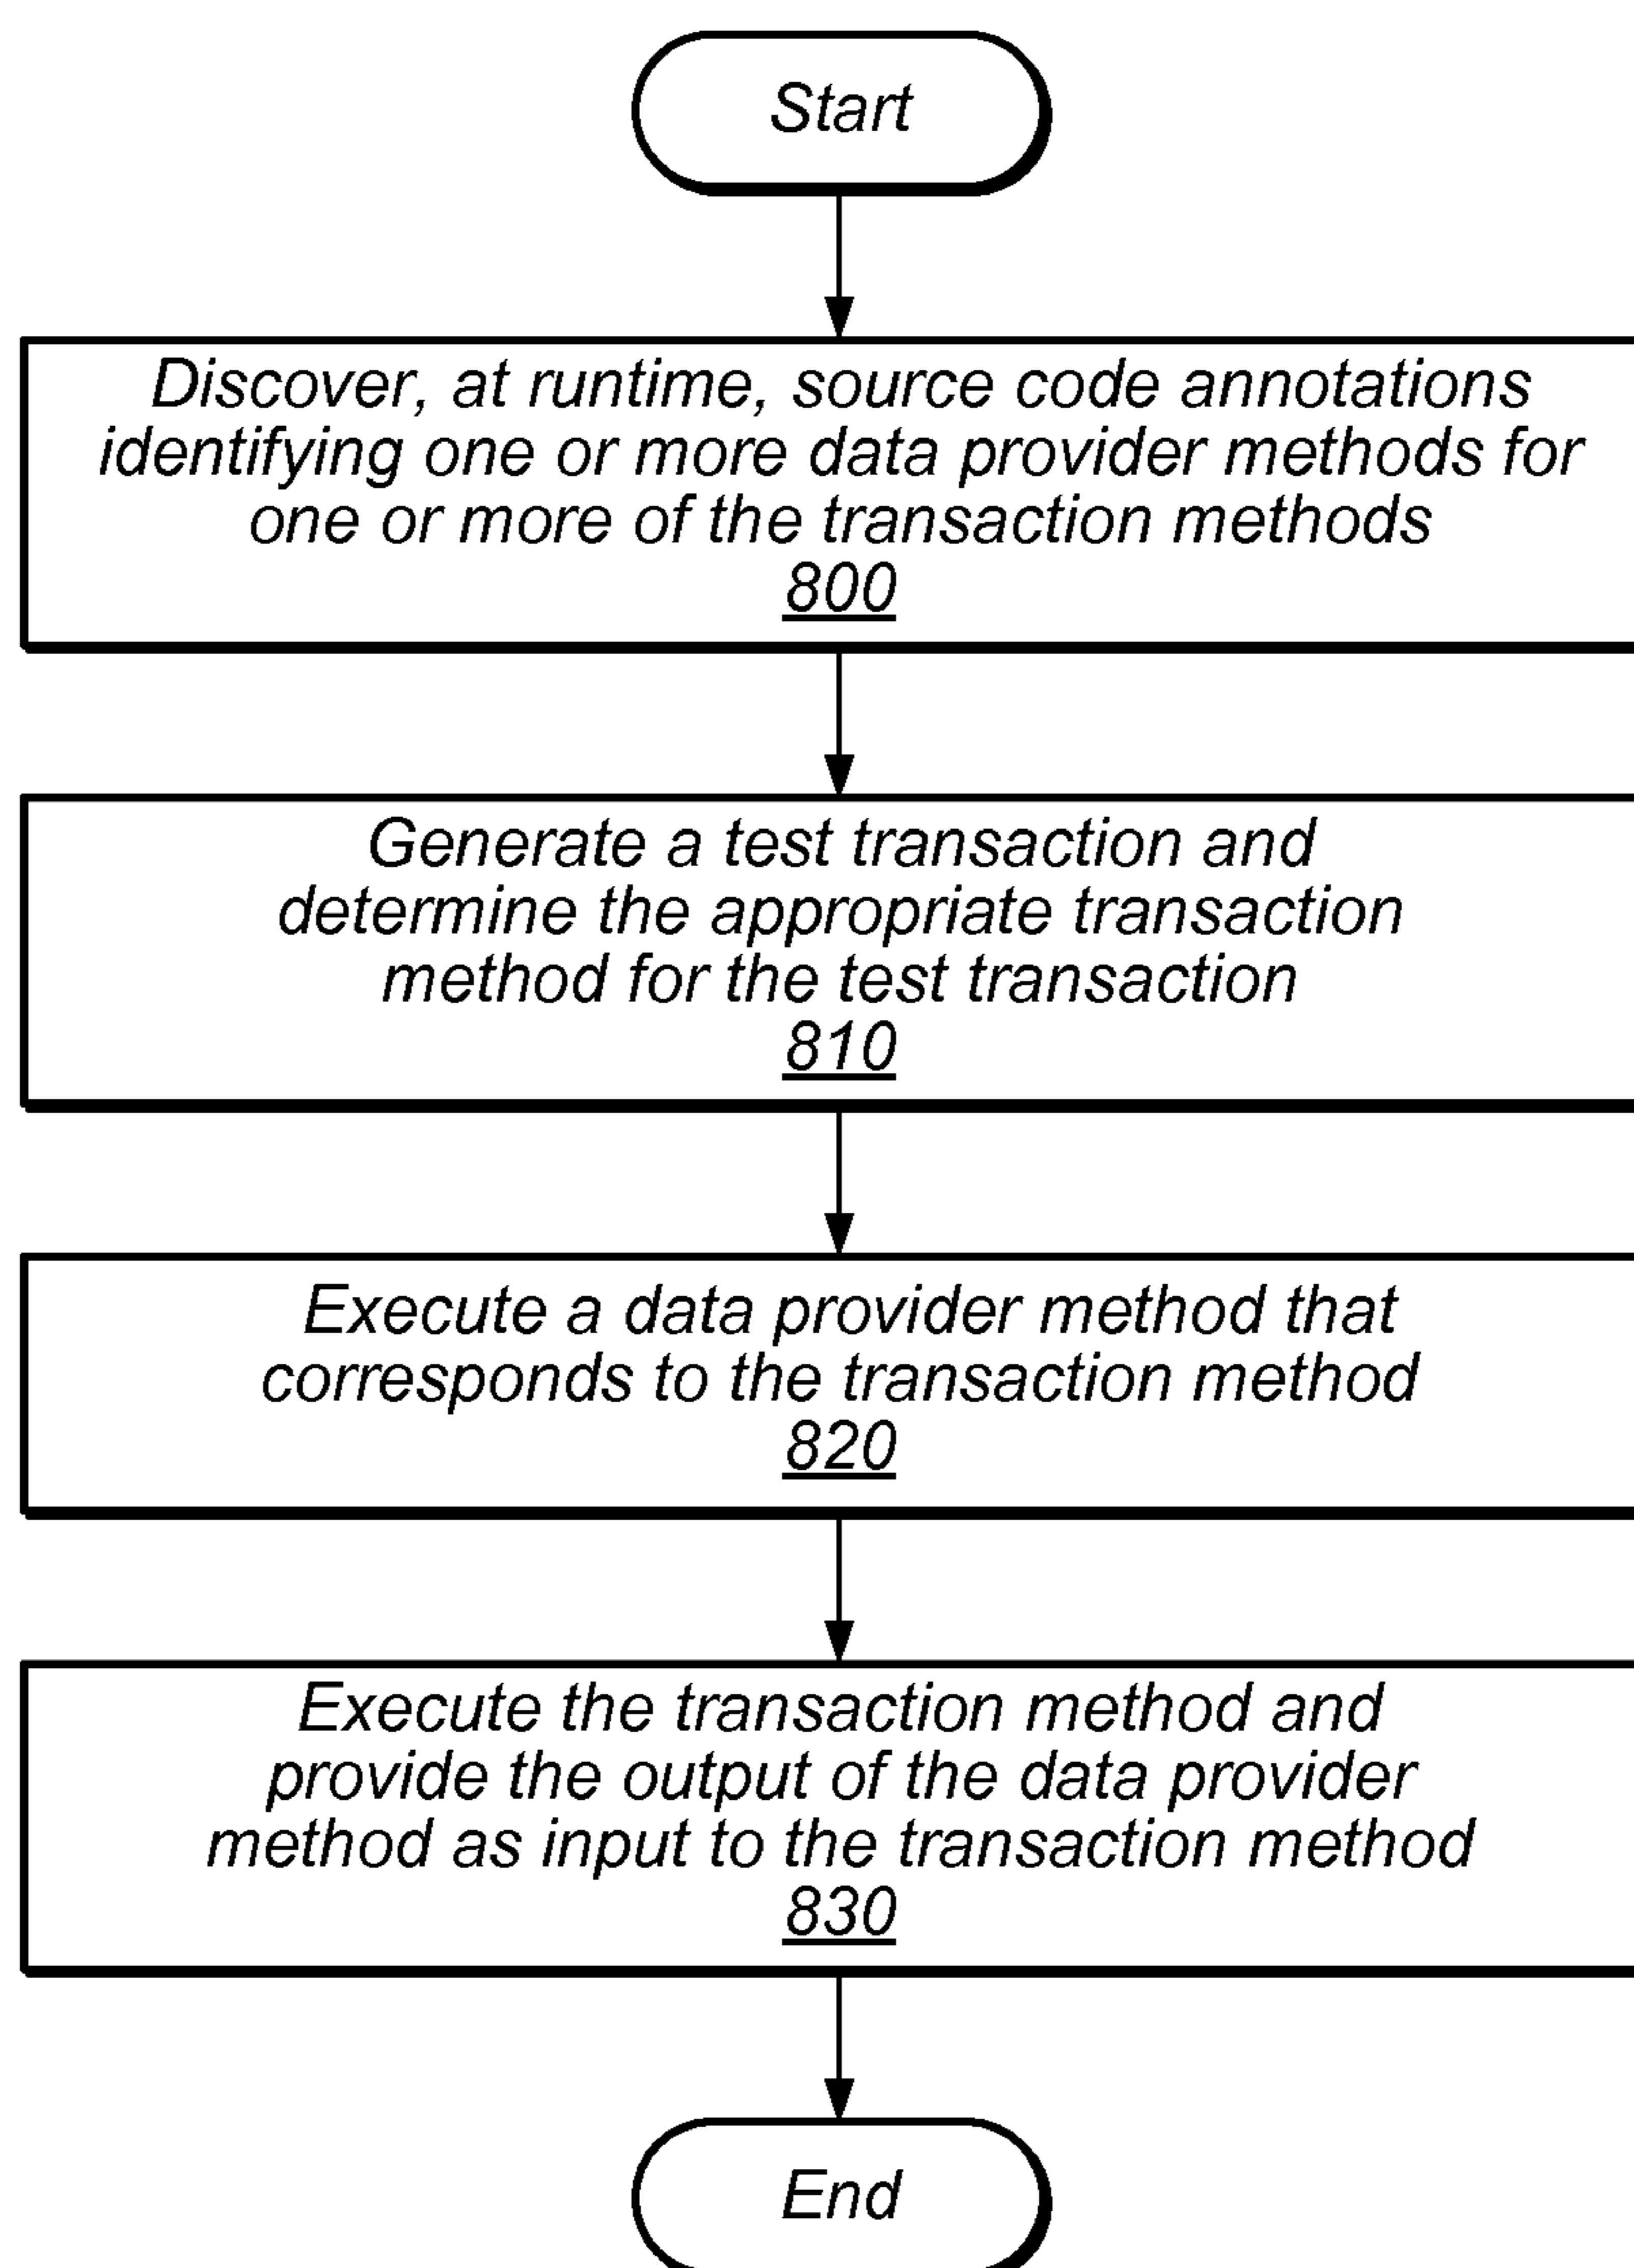 Start
Discover, at runtime, source code annotations
identifying one or more data provider methods for
one or more of the transaction methods
800
Generate a test transaction and
determine the appropriate transaction
method for the test transaction
810
Execute a data provider method that
corresponds to the transaction method
820
Execute the transaction method and
provide the output of the data provider
method as input to the transaction method
830
End